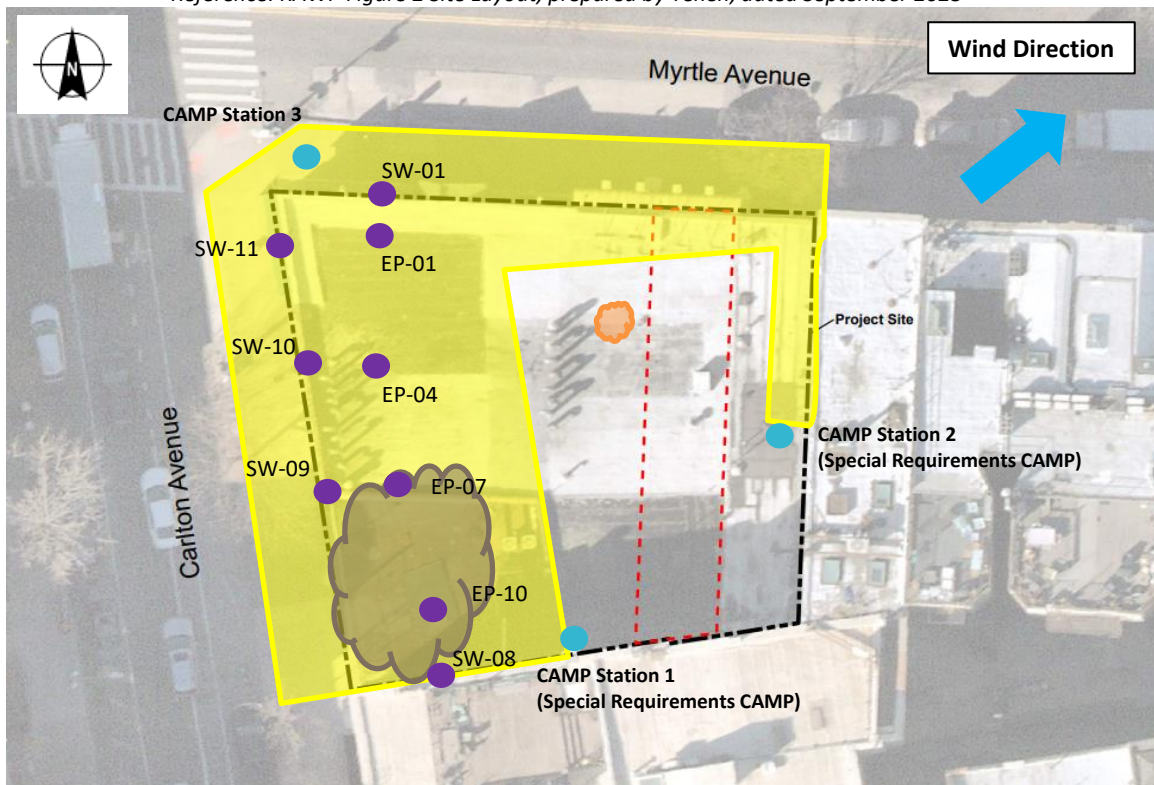 Wind Direction
N
Myrtle Avenue
CAMP Station 3
SW-01
SW-11
EP-01
Project Site
SW-10
EP-04
Carlton Avenue
CAMP Station 2
(Special Requirements CAMP)
SW-09
EP-07
EP-10
SW-08
CAMP Station 1
(Special Requirements CAMP)